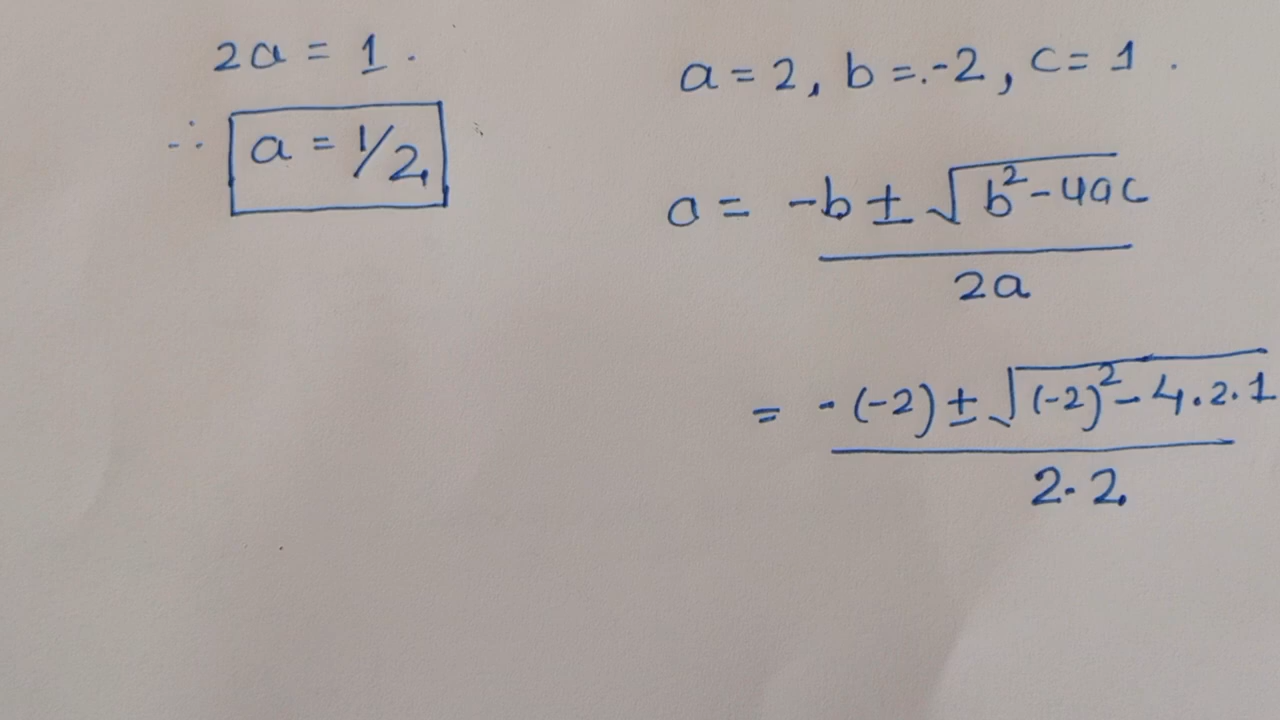 2a = 1.
∴ a = 1/2
a = 2, b = -2, c = 1.
a = -b ± √b² - 4ac
2a
= -(-2) ± √(-2)² - 4.2.1
2.2